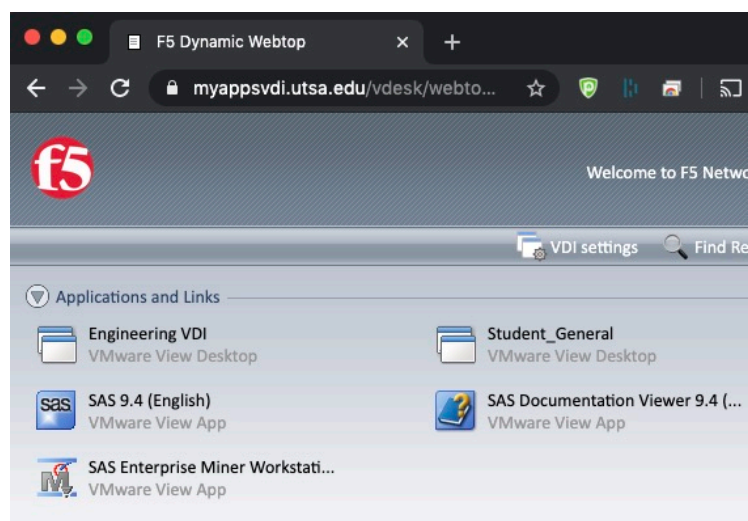 F5 Dynamic Webtop
myappsvdi.utsa.edu/vdesk/webto...
f5
Welcome to F5 Netwo
VDI settings
Find Re
Applications and Links
Engineering VDI
VMware View Desktop
Student_General
VMware View Desktop
SAS 9.4 (English)
VMware View App
SAS Documentation Viewer 9.4 (...
VMware View App
SAS Enterprise Miner Workstati...
VMware View App
sas